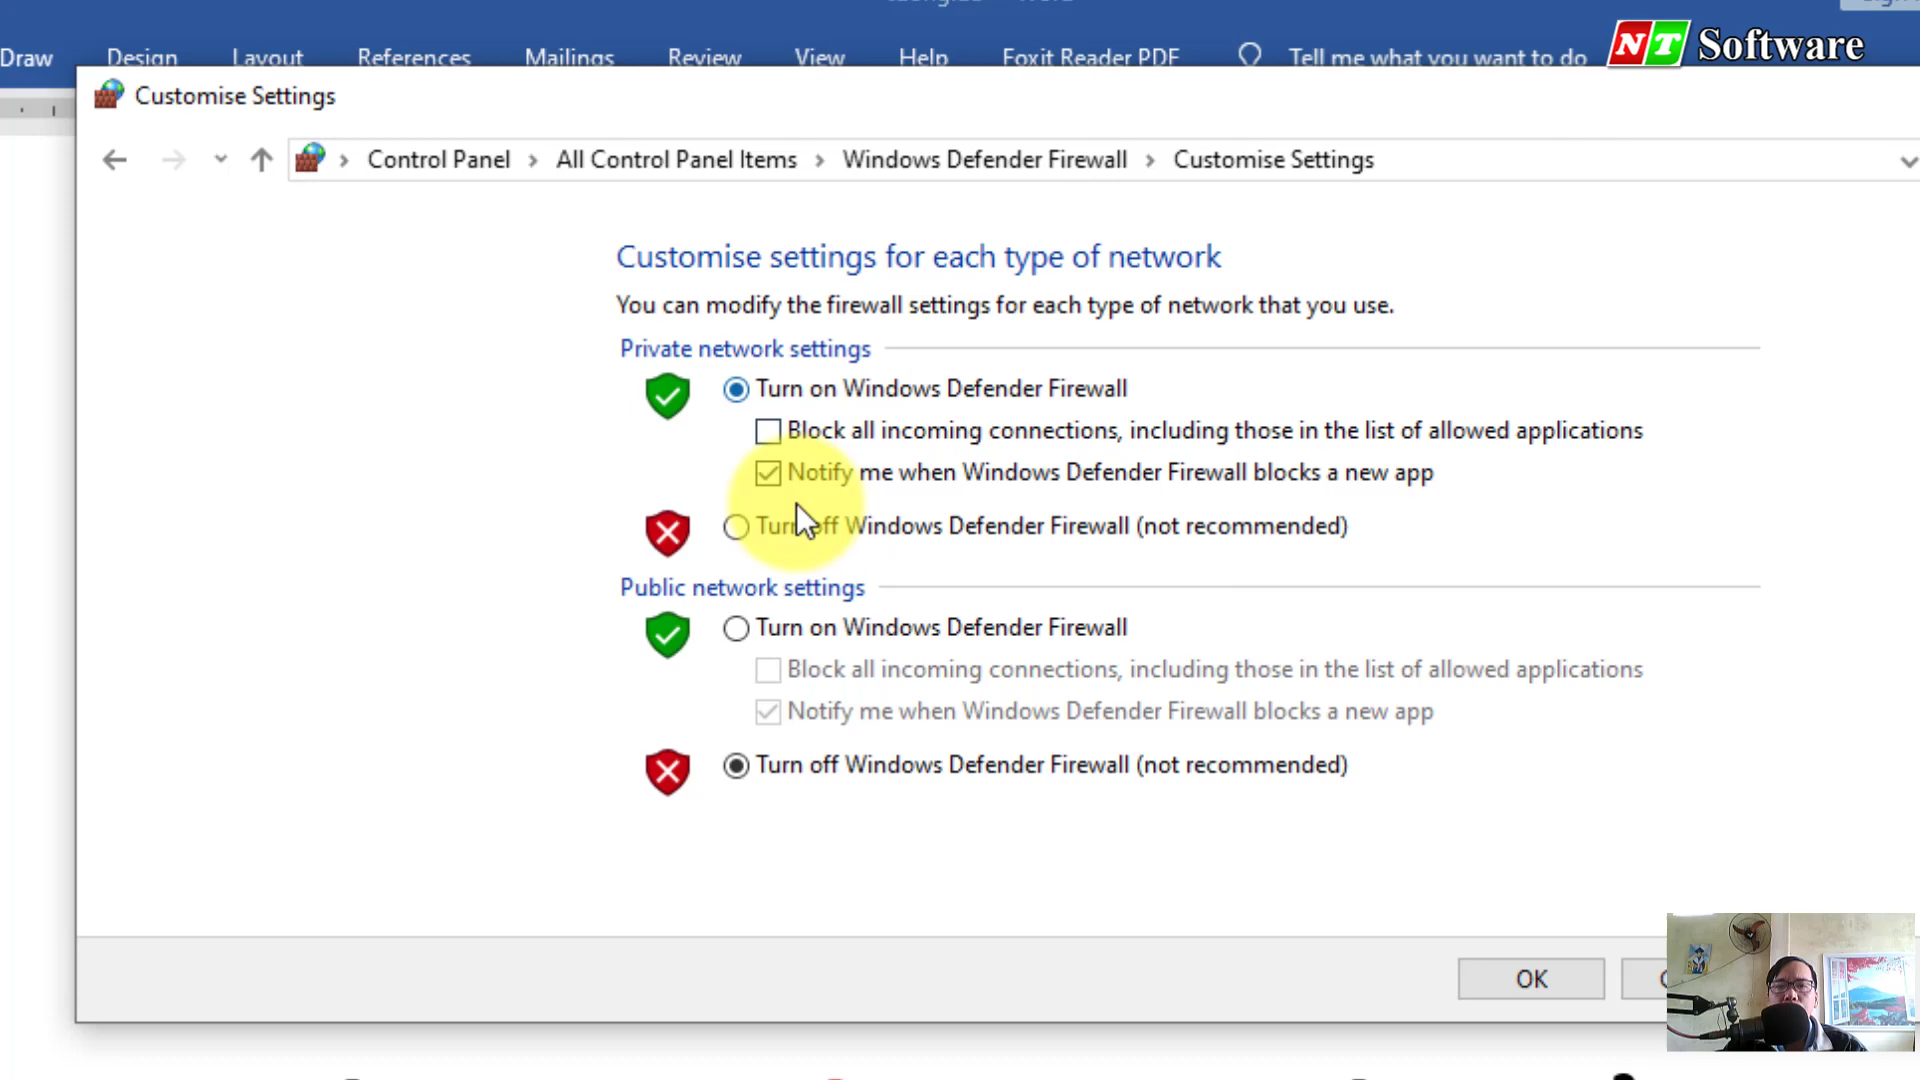 Draw Design Layout References Mailings Review View Help Foxit Reader PDF Tell me what you want to do
NT Software
Customise Settings
Control Panel > All Control Panel Items > Windows Defender Firewall > Customise Settings
Customise settings for each type of network
You can modify the firewall settings for each type of network that you use.
Private network settings
Turn on Windows Defender Firewall
Block all incoming connections, including those in the list of allowed applications
Notify me when Windows Defender Firewall blocks a new app
Turn off Windows Defender Firewall (not recommended)
Public network settings
Turn on Windows Defender Firewall
Block all incoming connections, including those in the list of allowed applications
Notify me when Windows Defender Firewall blocks a new app
Turn off Windows Defender Firewall (not recommended)
OK